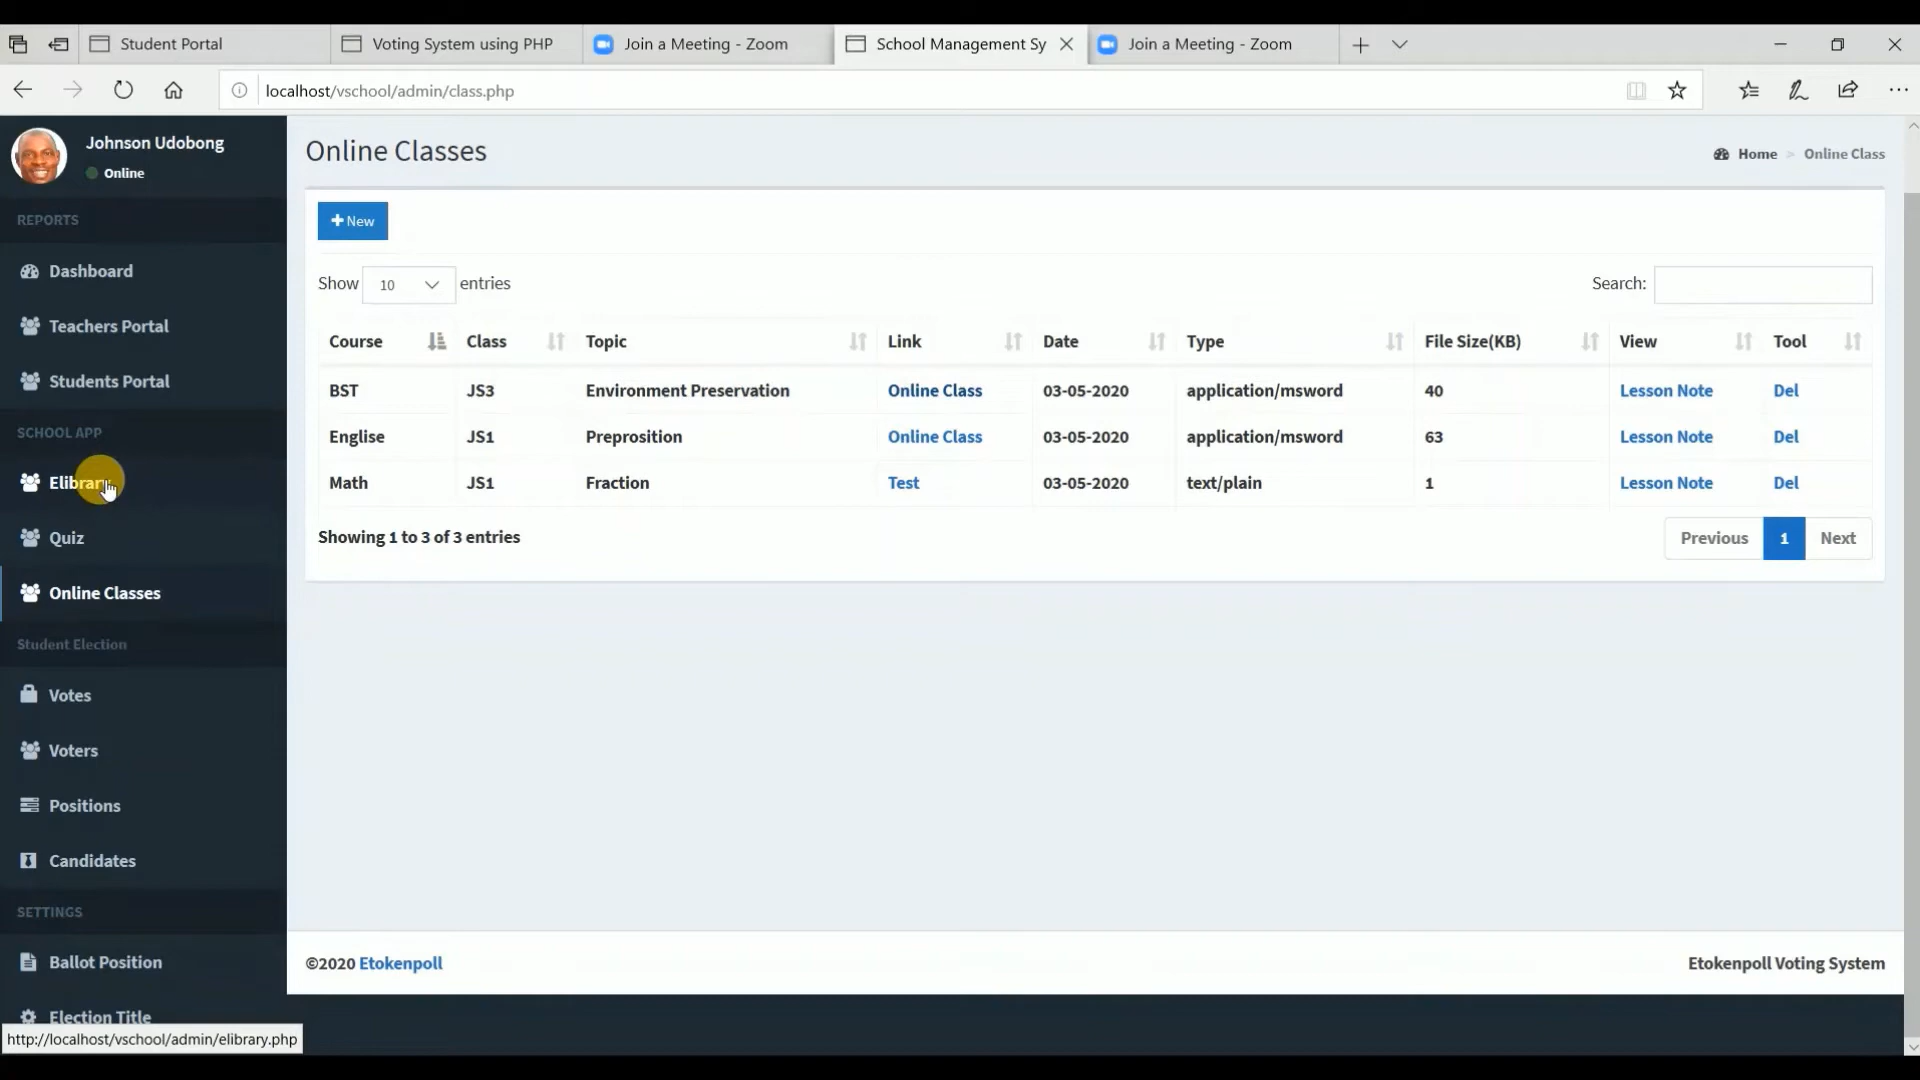 Student Portal
Voting System using PHP
Join a Meeting - Zoom
School Management Sy
Join a Meeting - Zoom
localhost/vschool/admin/class.php
Johnson Udobong
Online
REPORTS
Dashboard
Teachers Portal
Students Portal
SCHOOL APP
Elibrary
Quiz
Online Classes
Student Election
Votes
Voters
Positions
Candidates
SETTINGS
Ballot Position
Election Title
http://localhost/vschool/admin/elibrary.php
Online Classes
Home > Online Class
New
Show 10 entries
Search:
Course Class Topic Link Date Type File Size(KB) View Tool
BST JS3 Environment Preservation Online Class 03-05-2020 application/msword 40 Lesson Note Del
Englise JS1 Preprosition Online Class 03-05-2020 application/msword 63 Lesson Note Del
Math JS1 Fraction Test 03-05-2020 text/plain 1 Lesson Note Del
Showing 1 to 3 of 3 entries
Previous 1 Next
©2020 Etokenpoll
Etokenpoll Voting System